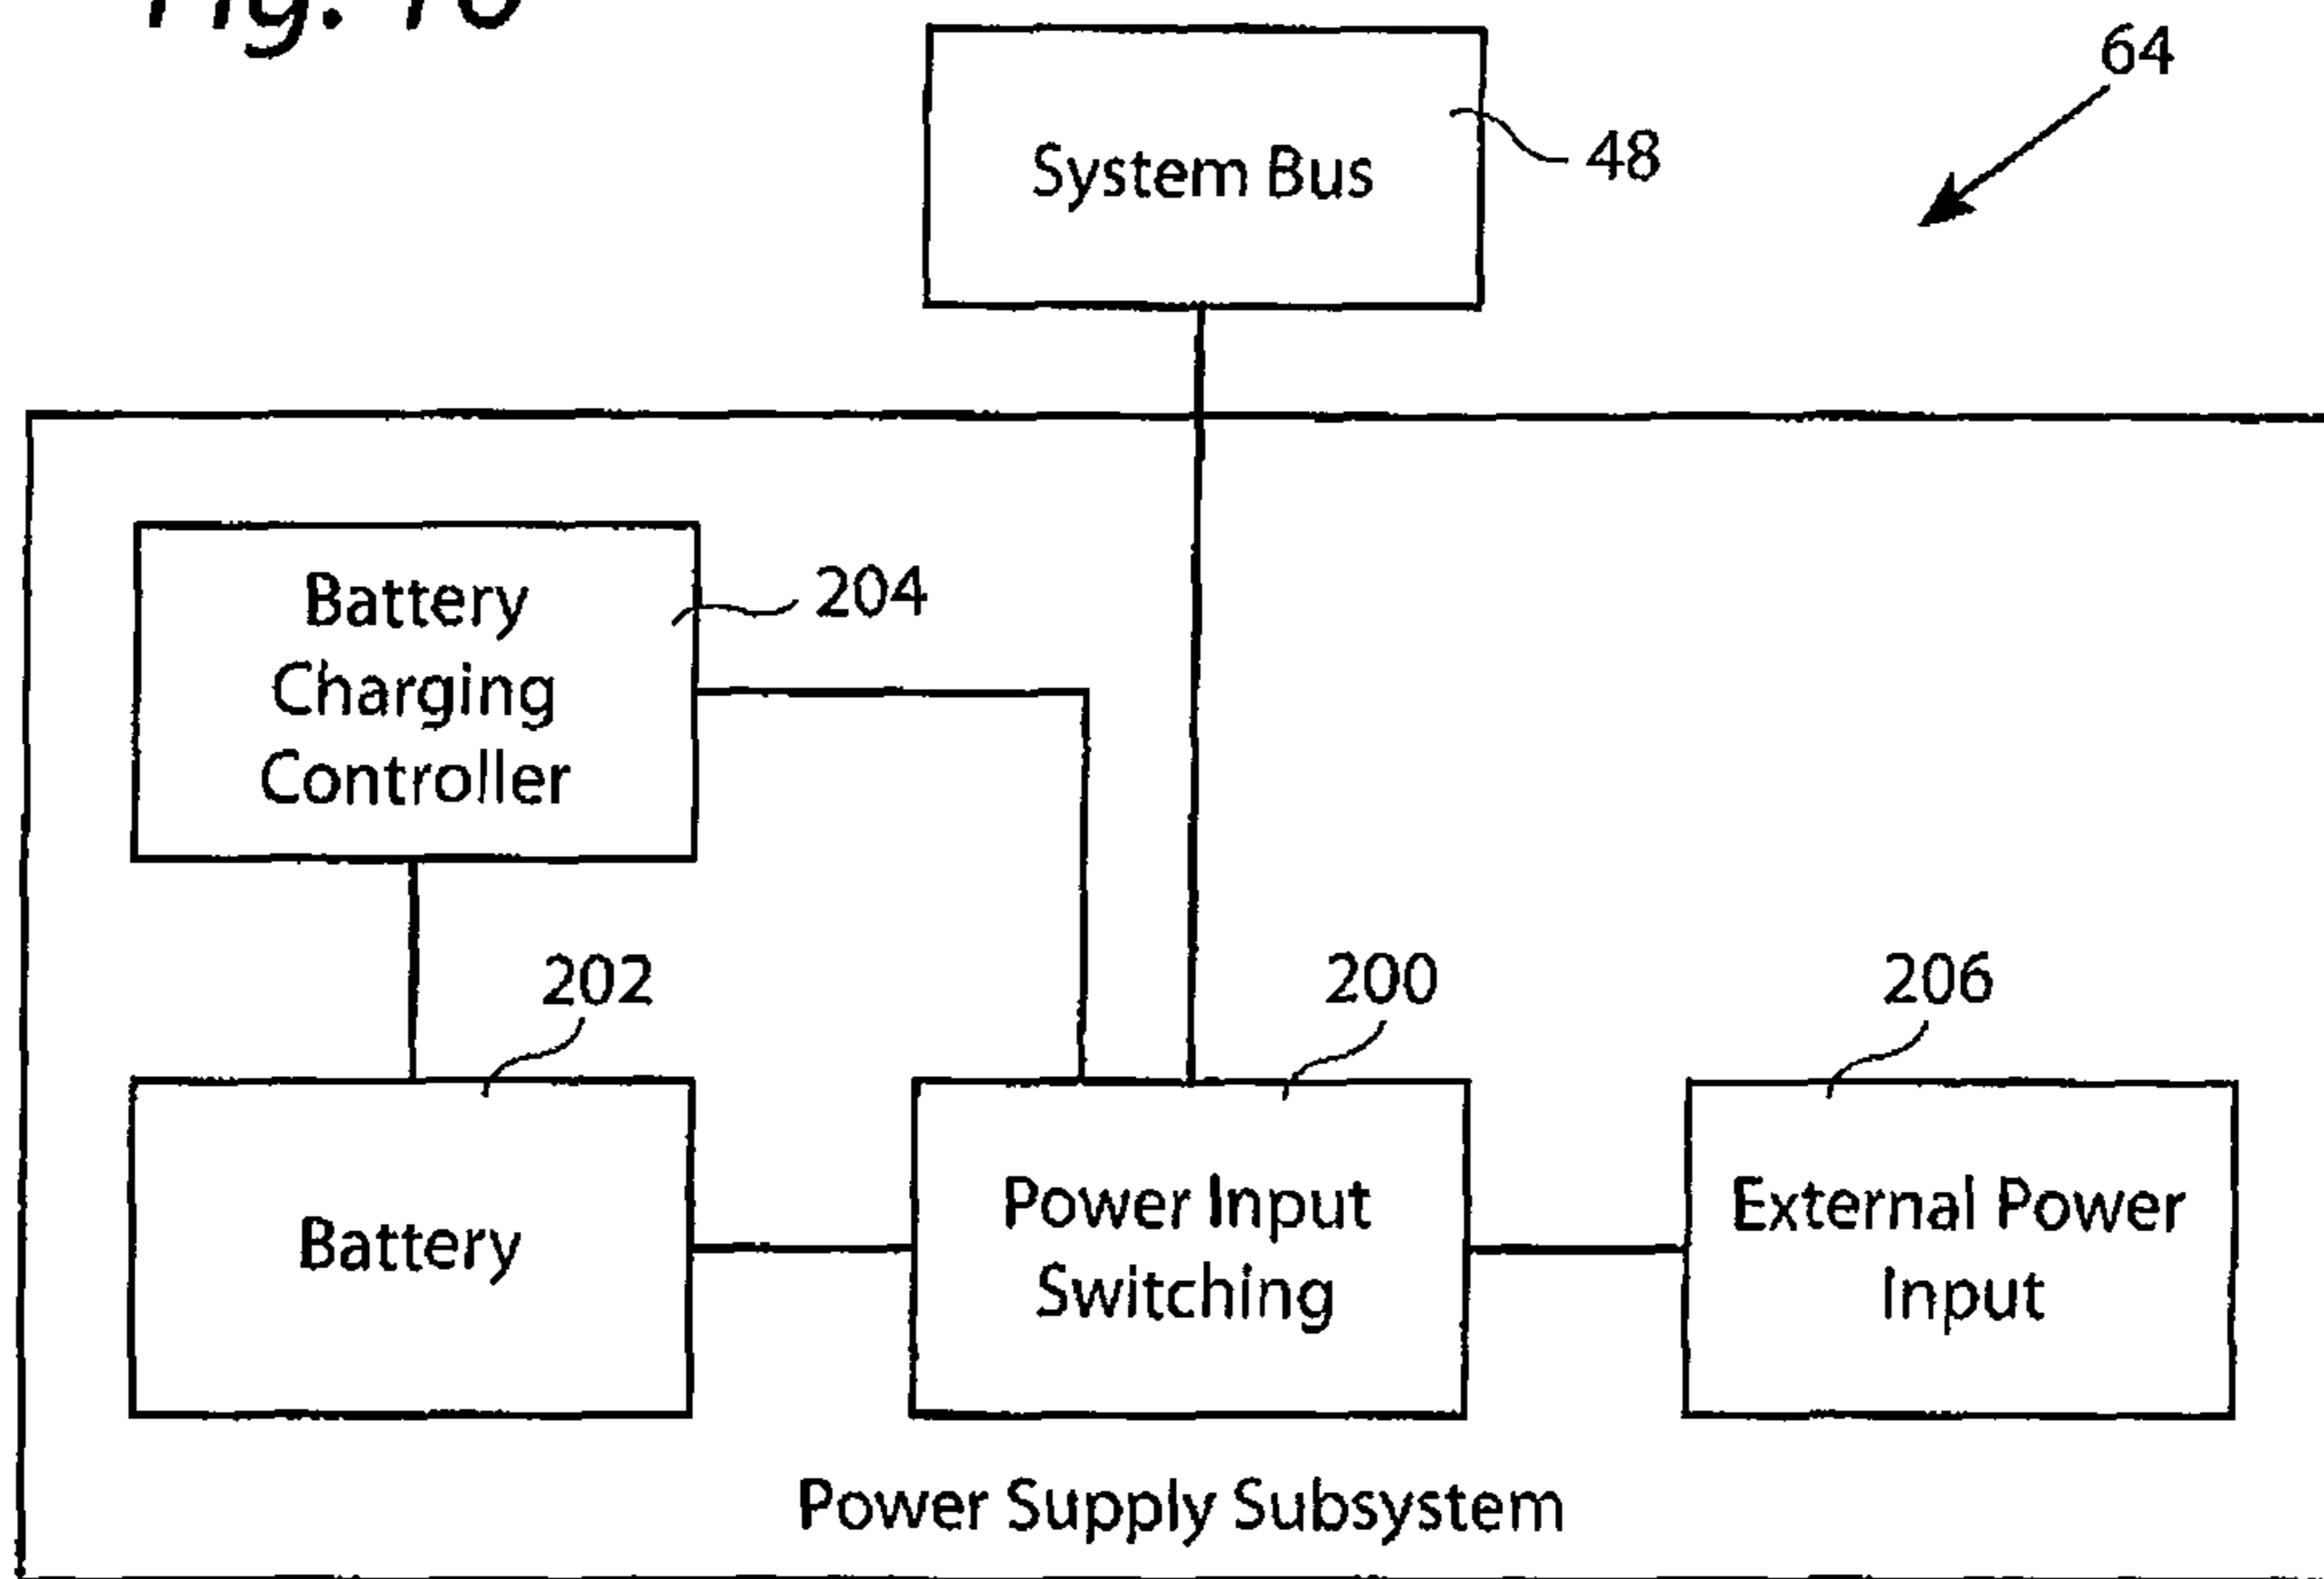 64
System Bus
48
Battery
Charging
Controller
204
202
200
206
Battery
Power Input
Switching
External Power
Input
Power Supply Subsystem